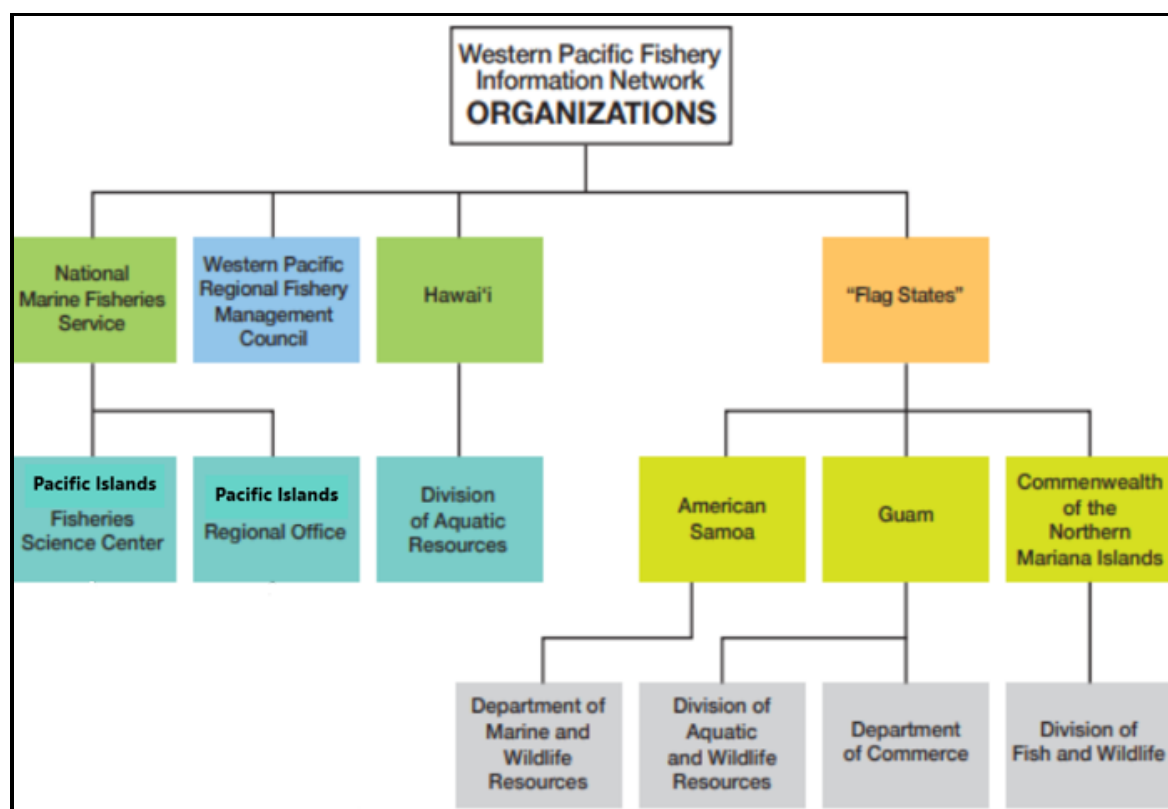 Western Pacific Fishery
Information Network
ORGANIZATIONS
National
Marine Fisheries
Service
Western Pacific
Regional Fishery
Management
Council
Hawai‘i
“Flag States”
Pacific Islands
Fisheries
Science Center
Pacific Islands
Regional Office
Division
of Aquatic
Resources
American
Samoa
Guam
Commenwealth
of the
Northern
Mariana Islands
Department of
Marine and
Wildlife
Resources
Division of
Aquatic
and Wildlife
Resources
Department
of Commerce
Division of
Fish and Wildlife